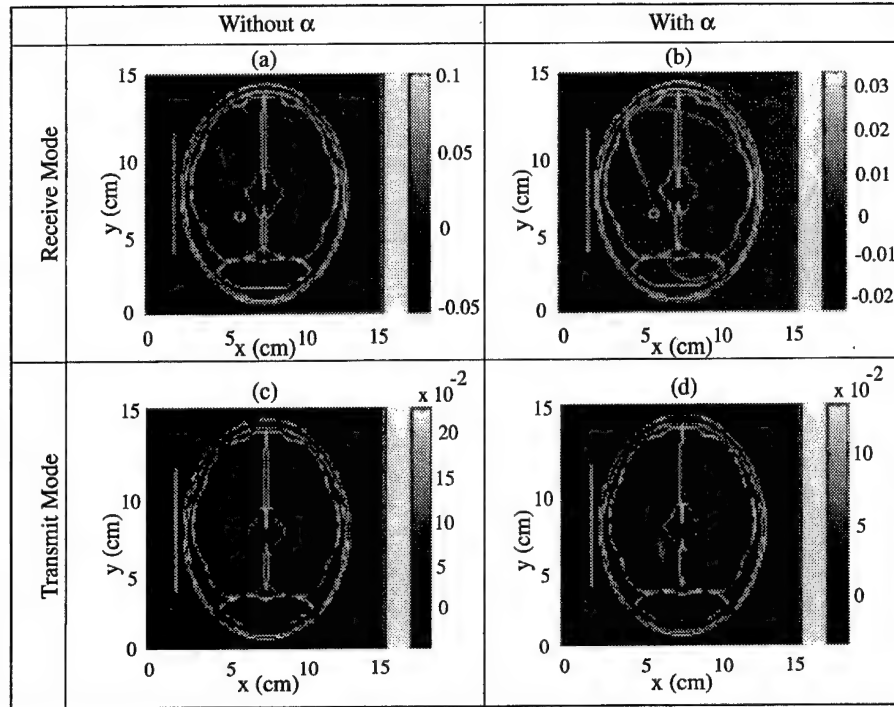 Without α
With α
Receive Mode
(a)
15
10
5
0
y (cm)
0
5
10
15
x (cm)
0.1
0.05
0
-0.05
(b)
15
10
5
0
y (cm)
0
5
10
15
x (cm)
0.03
0.02
0.01
0
-0.01
-0.02
Transmit Mode
(c)
15
10
5
0
y (cm)
0
5
10
15
x (cm)
x 10^-2
20
15
10
5
0
(d)
15
10
5
0
y (cm)
0
5
10
15
x (cm)
x 10^-2
10
5
0